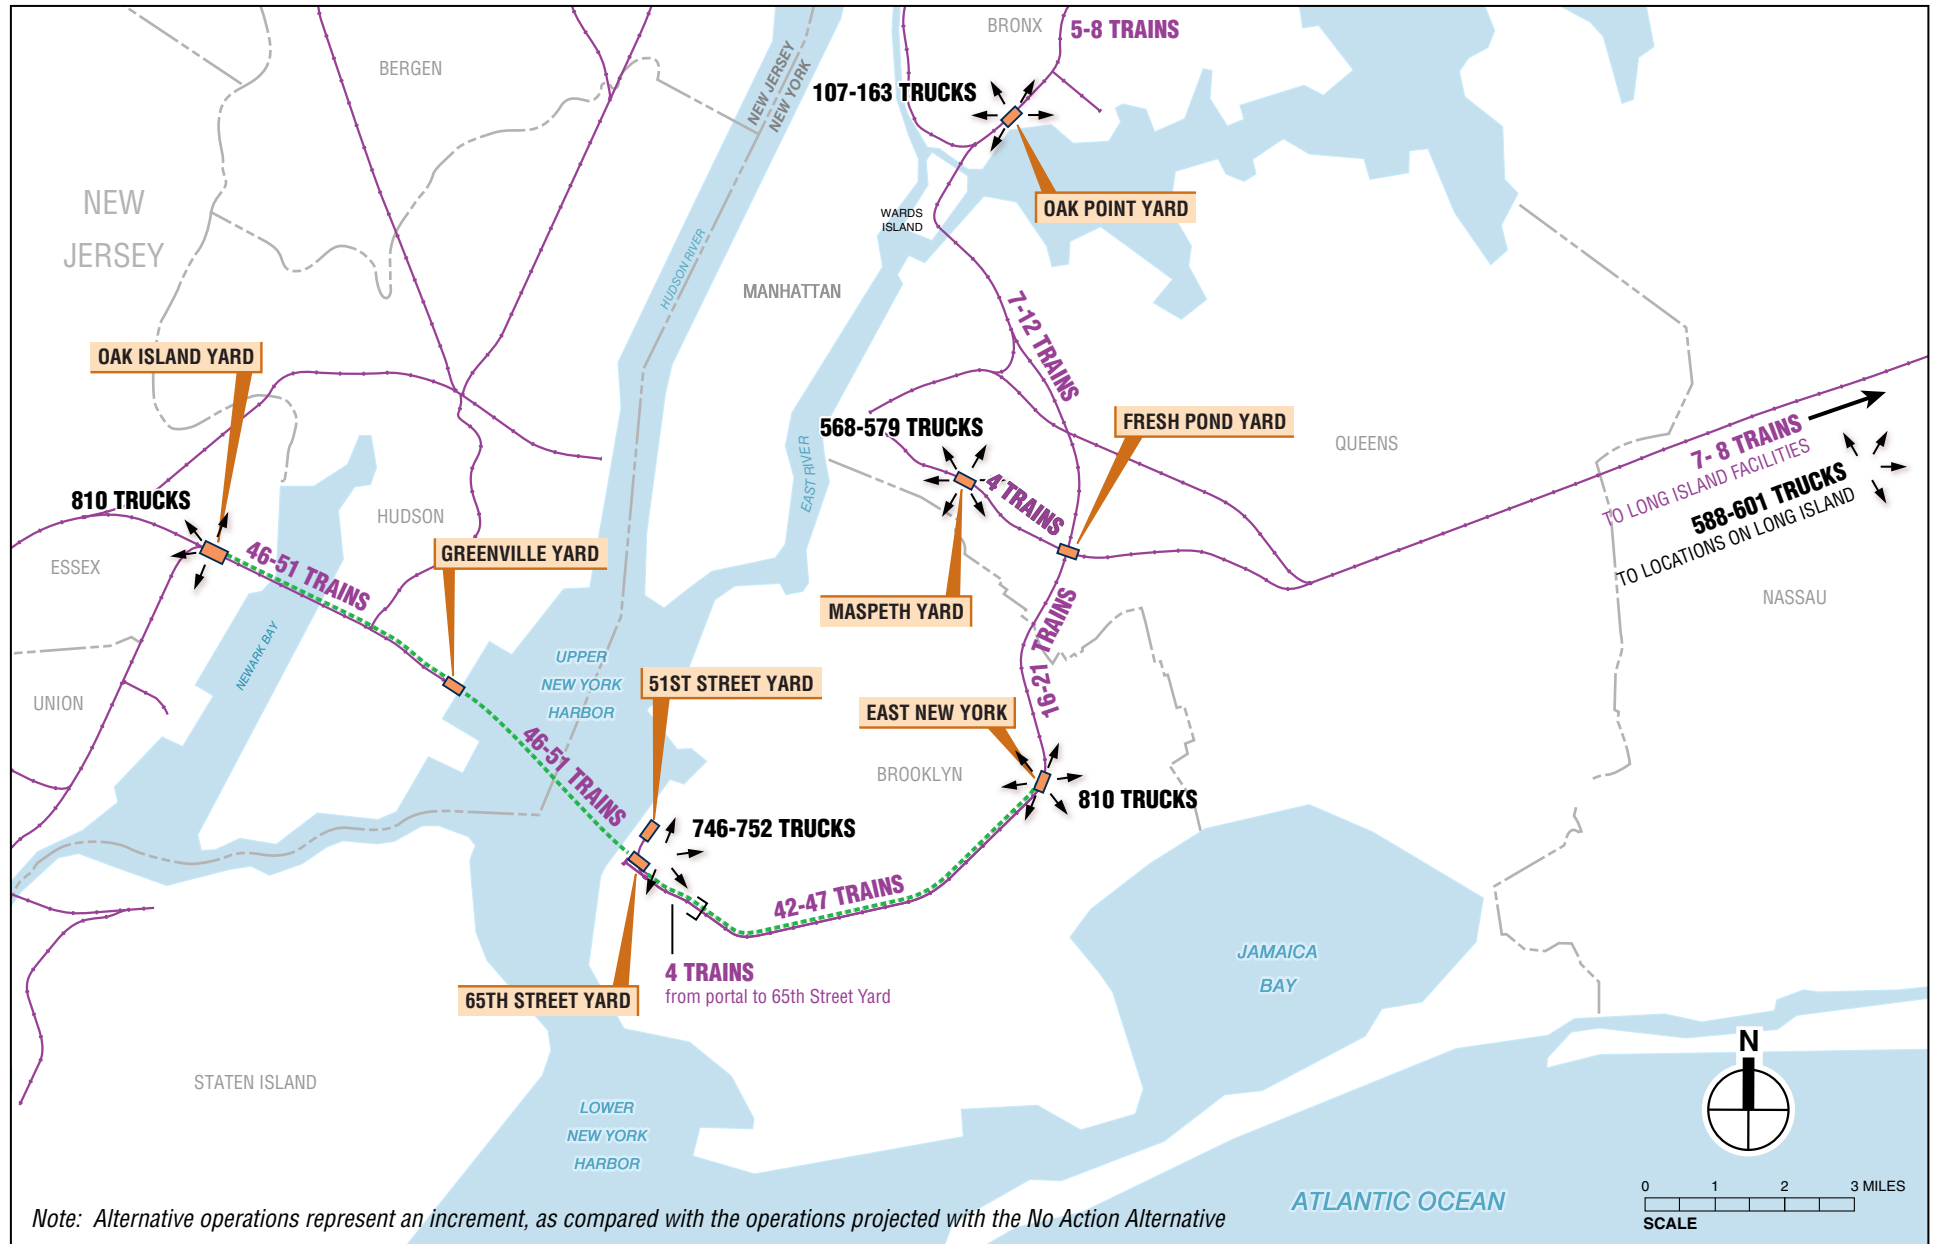 BRONX
5-8 TRAINS
BERGEN
NEW JERSEY
NEW YORK
107-163 TRUCKS
OAK POINT YARD
NEW
JERSEY
WARDS
ISLAND
HUDSON RIVER
MANHATTAN
7-12 TRAINS
OAK ISLAND YARD
568-579 TRUCKS
FRESH POND YARD
QUEENS
7- 8 TRAINS
TO LONG ISLAND FACILITIES
588-601 TRUCKS
TO LOCATIONS ON LONG ISLAND
EAST RIVER
4 TRAINS
810 TRUCKS
HUDSON
46-51 TRAINS
GREENVILLE YARD
ESSEX
MASPETH YARD
NASSAU
16-21 TRAINS
NEWARK BAY
UPPER
NEW YORK
HARBOR
51ST STREET YARD
UNION
EAST NEW YORK
46-51 TRAINS
BROOKLYN
810 TRUCKS
746-752 TRUCKS
42-47 TRAINS
4 TRAINS
from portal to 65th Street Yard
65TH STREET YARD
JAMAICA
BAY
STATEN ISLAND
LOWER
NEW YORK
HARBOR
N
0 1 2 3 MILES
SCALE
ATLANTIC OCEAN
Note: Alternative operations represent an increment, as compared with the operations projected with the No Action Alternative